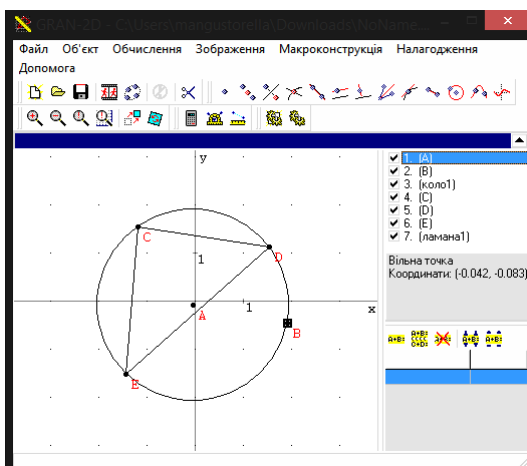 GRAN-2D - C:\Users\mangustorella\Downloads\NoName...
Файл Об'єкт Обчислення Зображення Макроконструкція Налагодження
Допомога
y
x
1
1
C
D
A
B
E
1. (A)
2. (B)
3. (коло1)
4. (C)
5. (D)
6. (E)
7. (ламана1)
Вільна точка
Координати: (-0.042, -0.083)